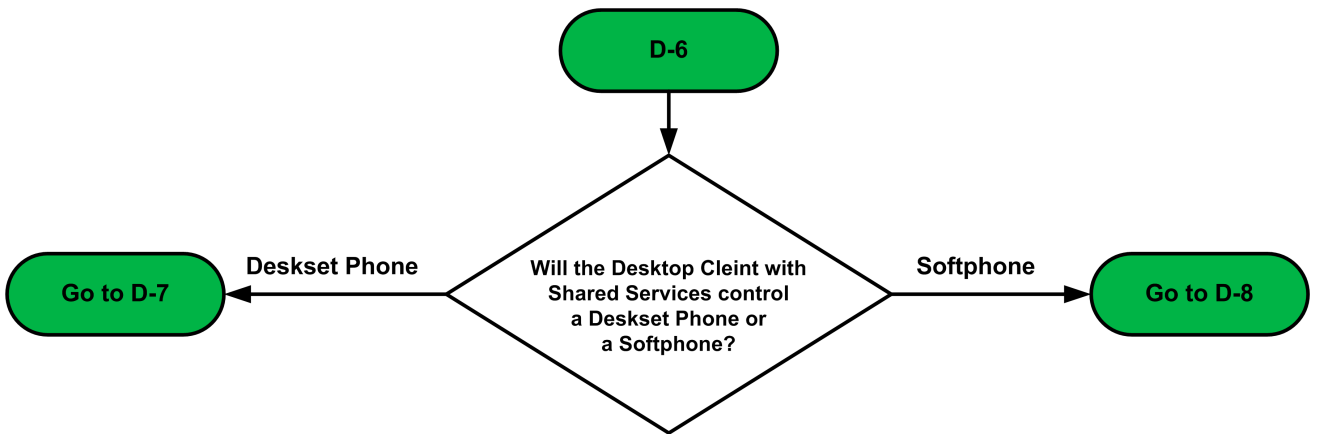 D-6
Deskset Phone
Softphone
Will the Desktop Cleint with
Shared Services control
a Deskset Phone or
a Softphone?
Go to D-7
Go to D-8